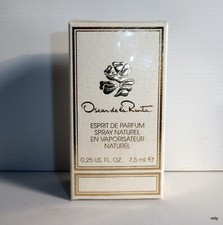 Oscar de la Renta
ESPRIT DE PARFUM
SPRAY NATUREL
EN VAPORISATEUR
NATUREL
0.25 US. FL. OZ. 7,5 ml ℮